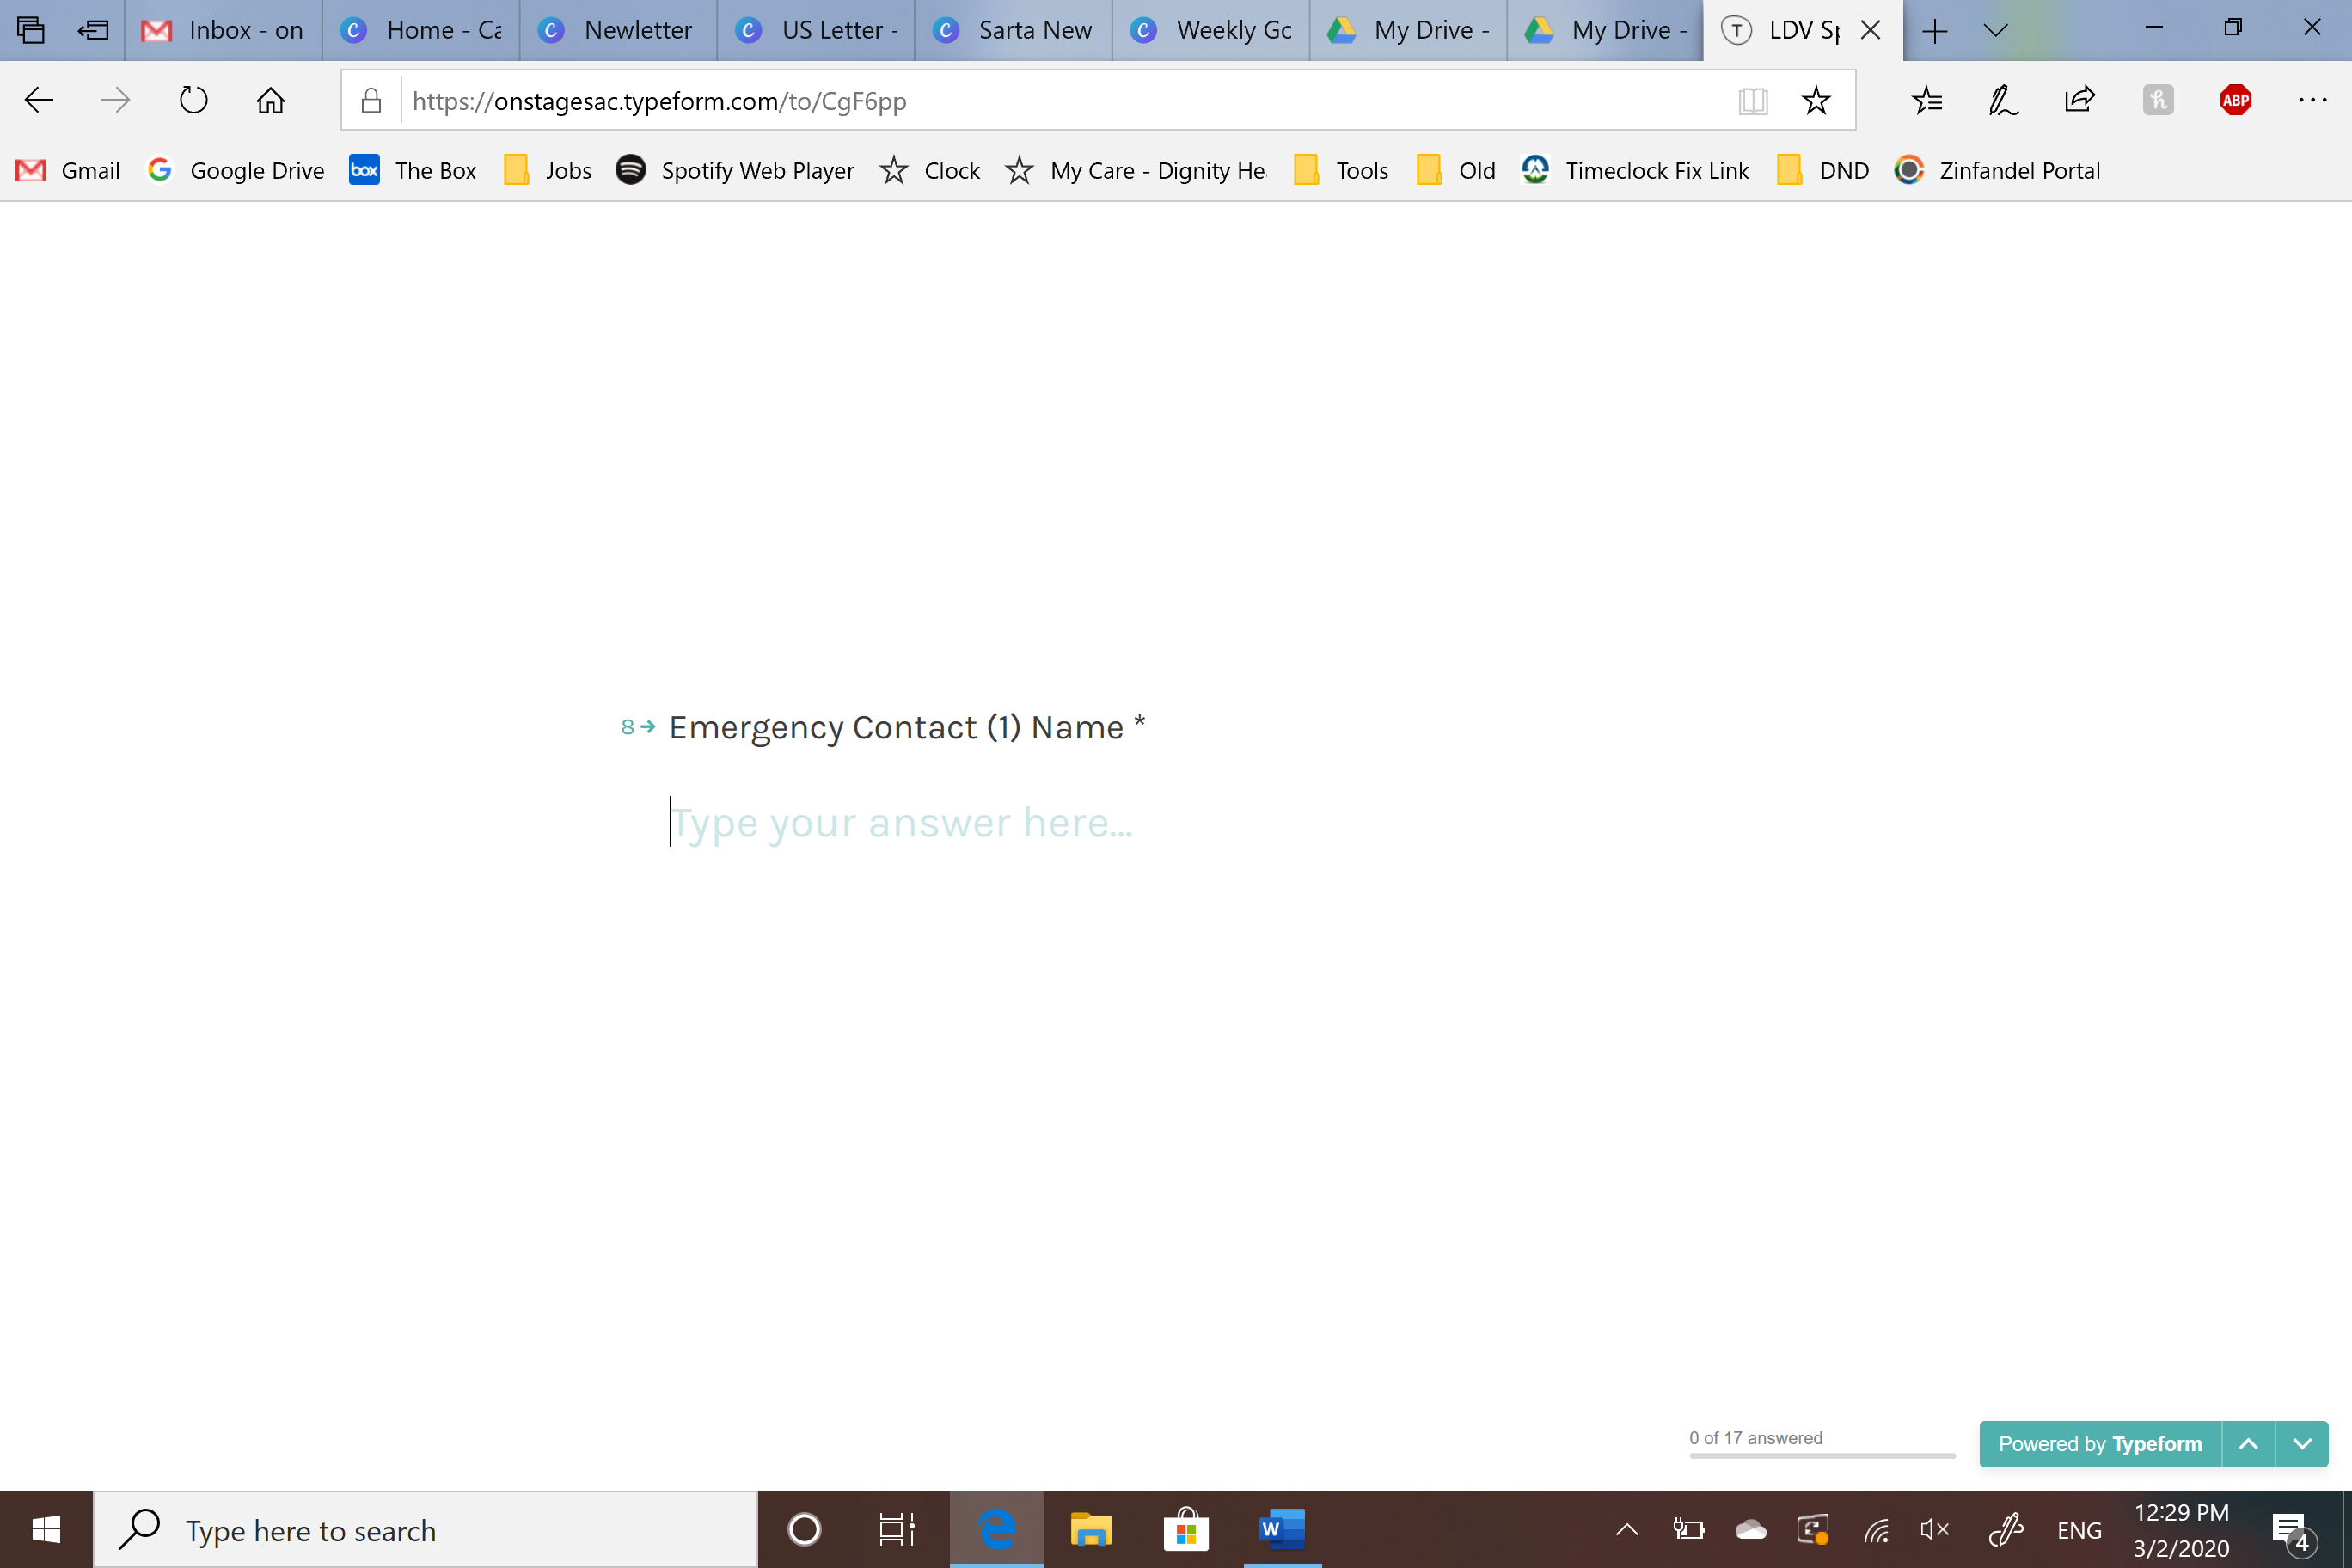 Inbox - on
Home - Ca
Newletter
US Letter -
Sarta New
Weekly Gc
My Drive -
My Drive -
T
LDV Sp
https://onstagesac.typeform.com/to/CgF6pp
h
ABP
Gmail
Google Drive
box
The Box
Jobs
Spotify Web Player
Clock
My Care - Dignity He
Tools
Old
Timeclock Fix Link
DND
Zinfandel Portal
8 → Emergency Contact (1) Name *
Type your answer here...
0 of 17 answered
Powered by Typeform
Type here to search
W
ENG
12:29 PM
3/2/2020
4